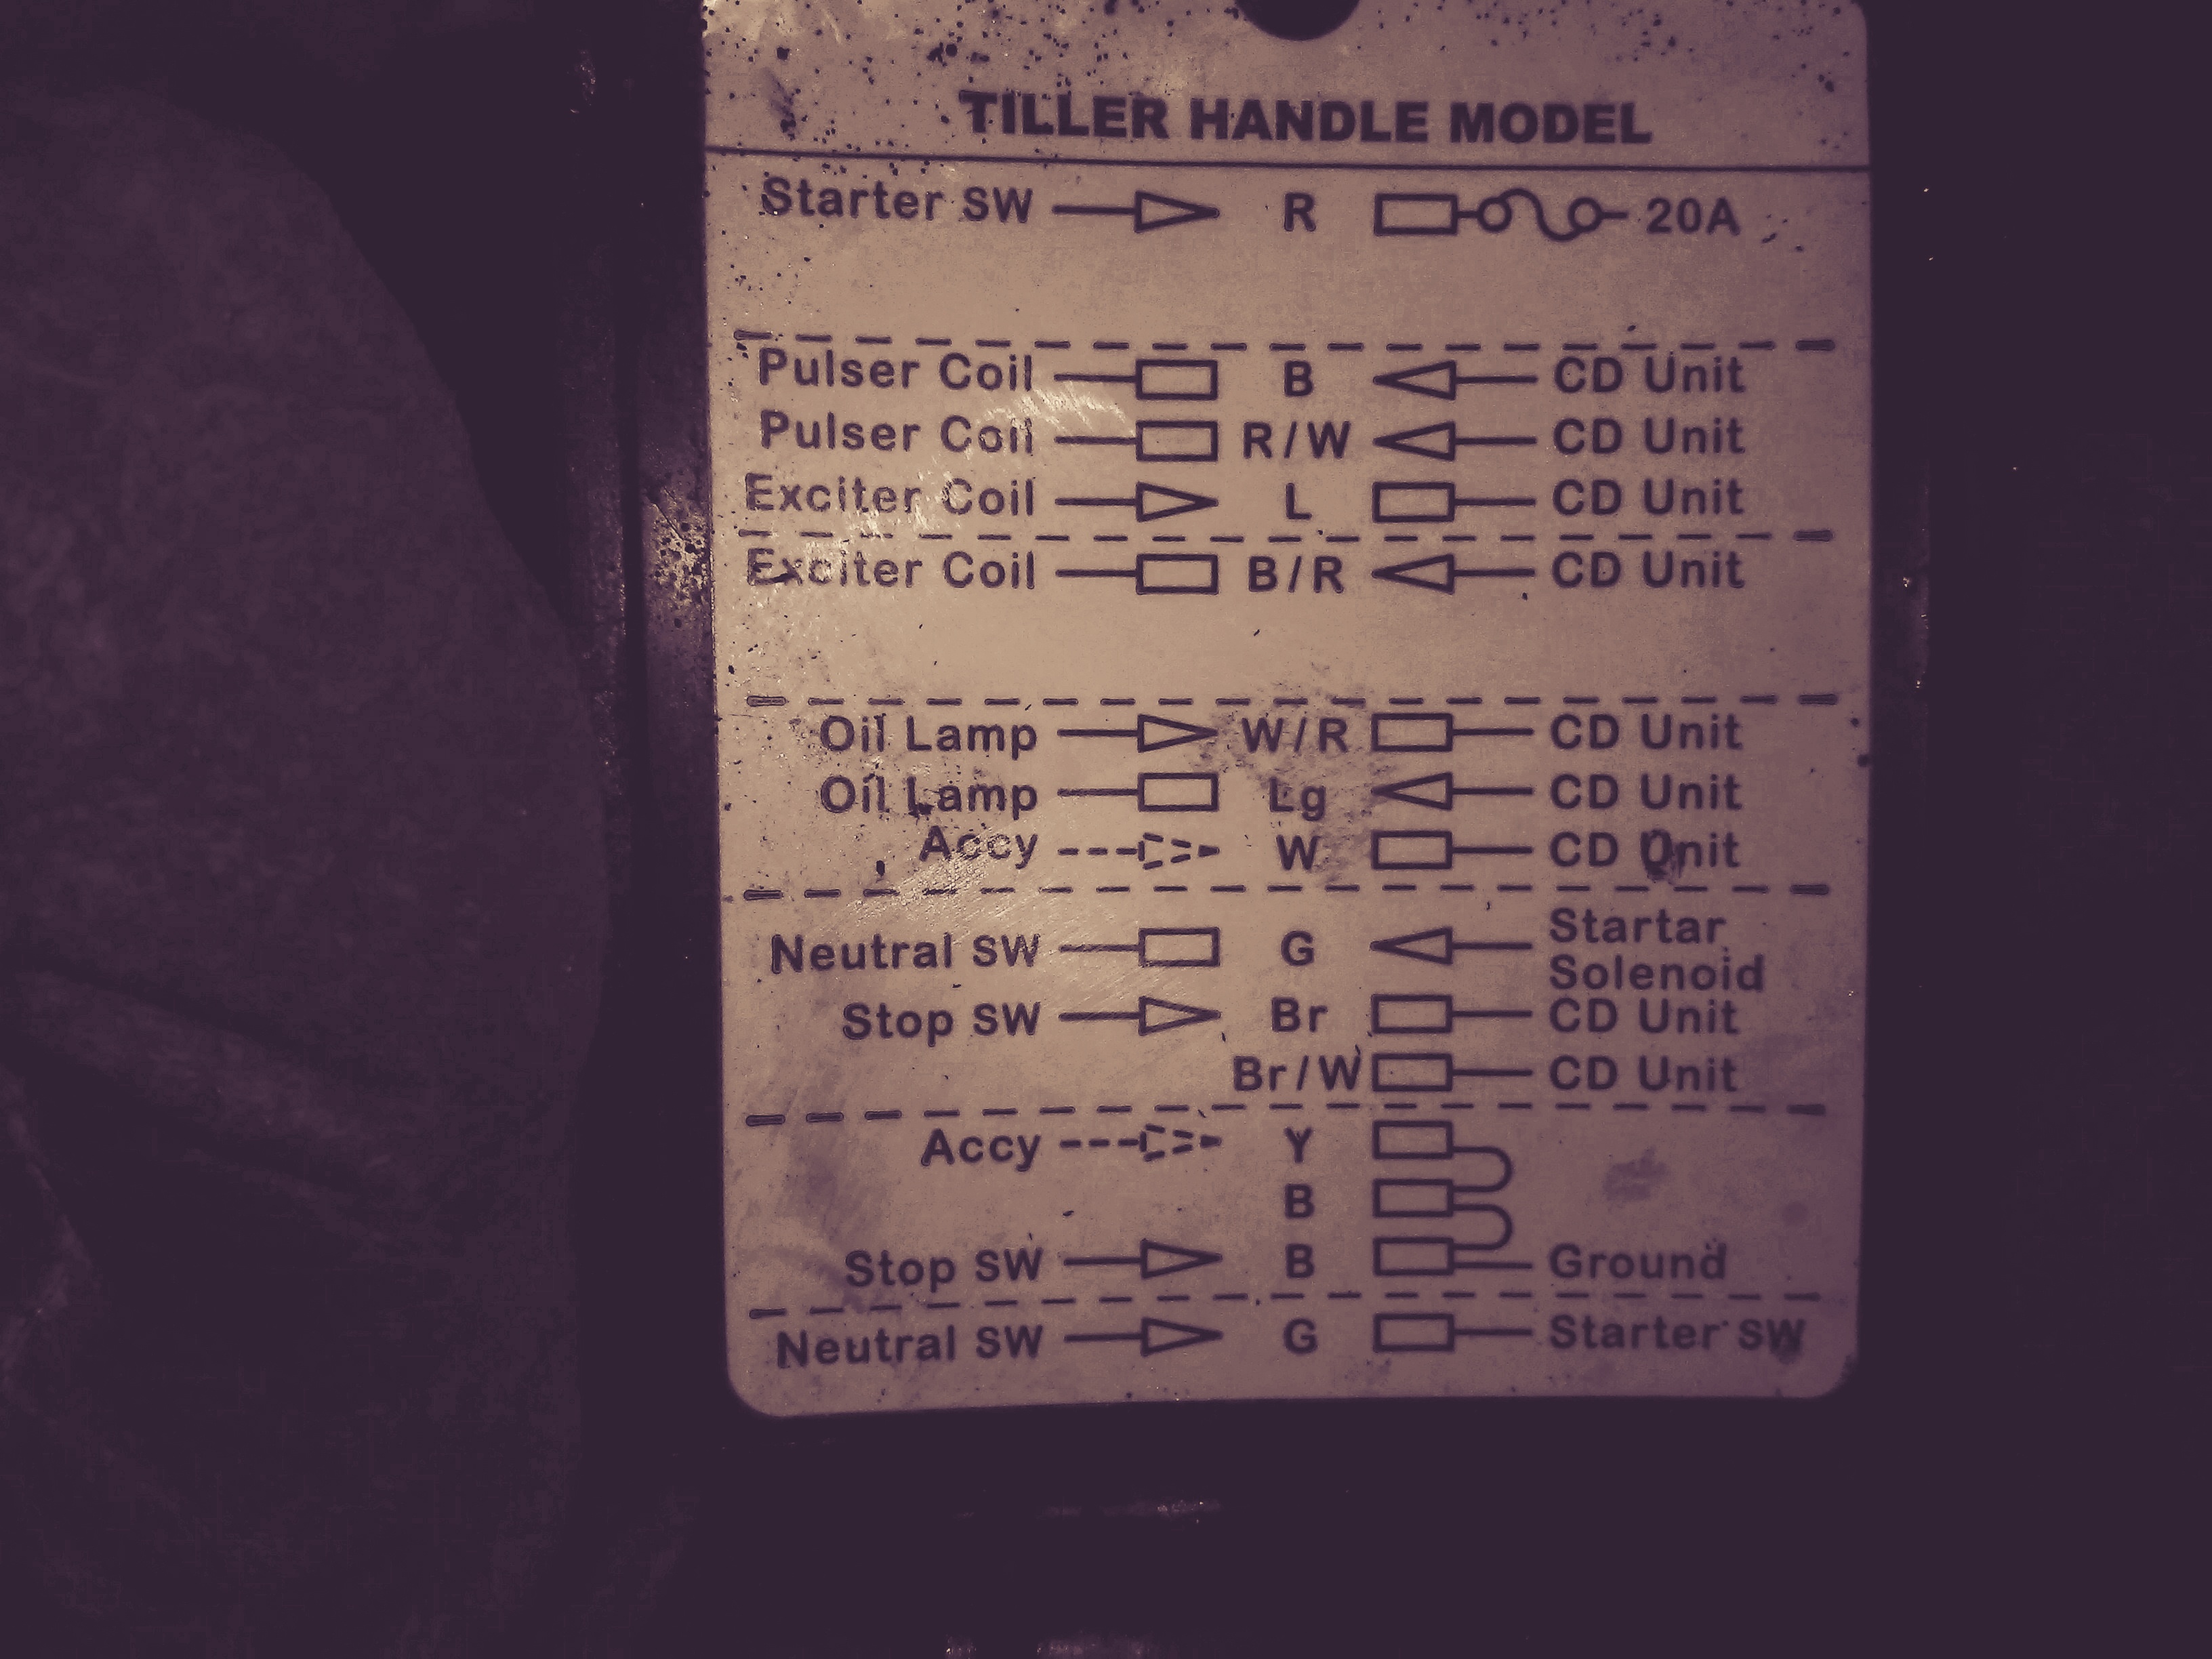 TILLER HANDLE MODEL
Starter SW R 20A
Pulser Coil B CD Unit
Pulser Coil R/W CD Unit
Exciter Coil L CD Unit
Exciter Coil B/R CD Unit
Oil Lamp W/R CD Unit
Oil Lamp Lg CD Unit
Accy W CD Unit
Neutral SW G Startar Solenoid
Stop SW Br CD Unit
Br/W CD Unit
Accy Y
B
Stop SW B Ground
Neutral SW G Starter SW